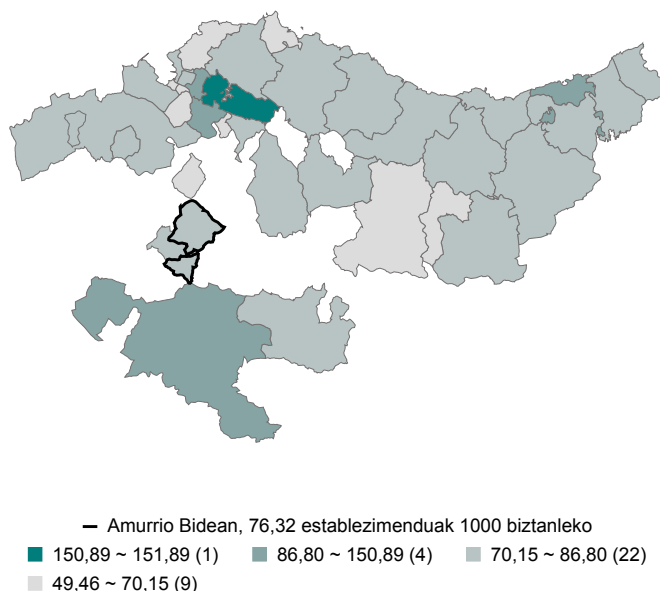 Amurrio Bidean, 76,32 establezimenduak 1000 biztanleko
150,89 ~ 151,89 (1) 86,80 ~ 150,89 (4) 70,15 ~ 86,80 (22)
49,46 ~ 70,15 (9)